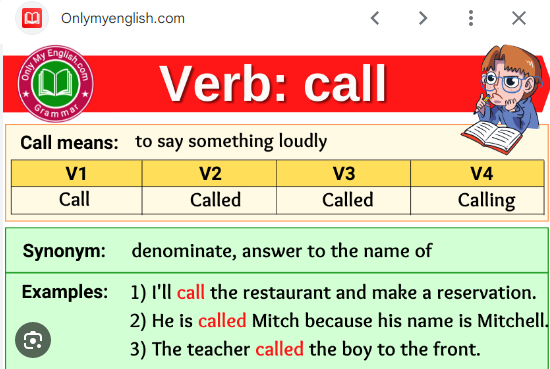 Onlymyenglish.com
Only My English.com
Grammar
Verb: call
Call means: to say something loudly
V1 V2 V3 V4
Call Called Called Calling
Synonym: denominate, answer to the name of
Examples: 1) I'll call the restaurant and make a reservation.
2) He is called Mitch because his name is Mitchell.
3) The teacher called the boy to the front.